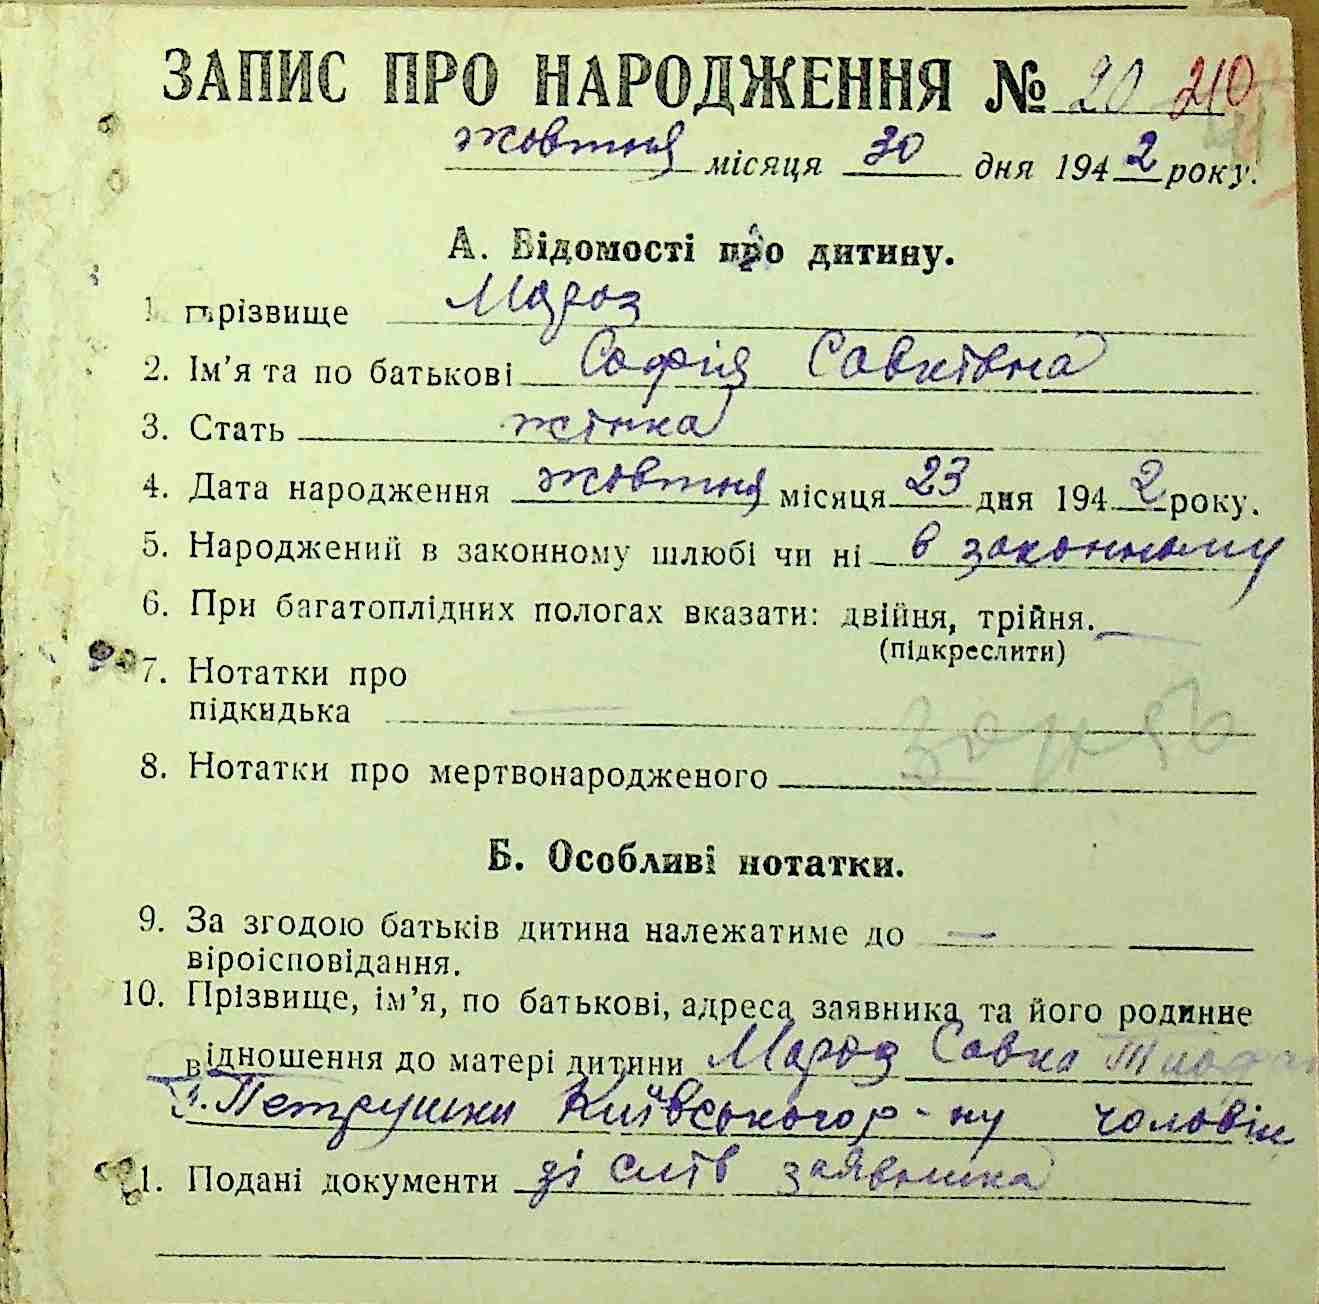 ЗАПИС ПРО НАРОДЖЕННЯ № 20 210
жовтня місяця 30 дня 1942 року.
А. Відомості про дитину.
1. Прізвище Мороз
2. Ім'я та по батькові Софія Савківна
3. Стать жінка
4. Дата народження жовтня місяця 23 дня 1942 року.
5. Народжений в законному шлюбі чи ні в законному
6. При багатоплідних пологах вказати: двійня, трійня. —
(підкреслити)
7. Нотатки про
підкидька —
8. Нотатки про мертвонародженого
Б. Особливі нотатки.
9. За згодою батьків дитина належатиме до —
віроісповідання.
10. Прізвище, ім'я, по батькові, адреса заявника та його родинне
відношення до матері дитини Мороз Савка
с. Петрушки Київського р-ну чоловік
11. Подані документи зі слів заявника